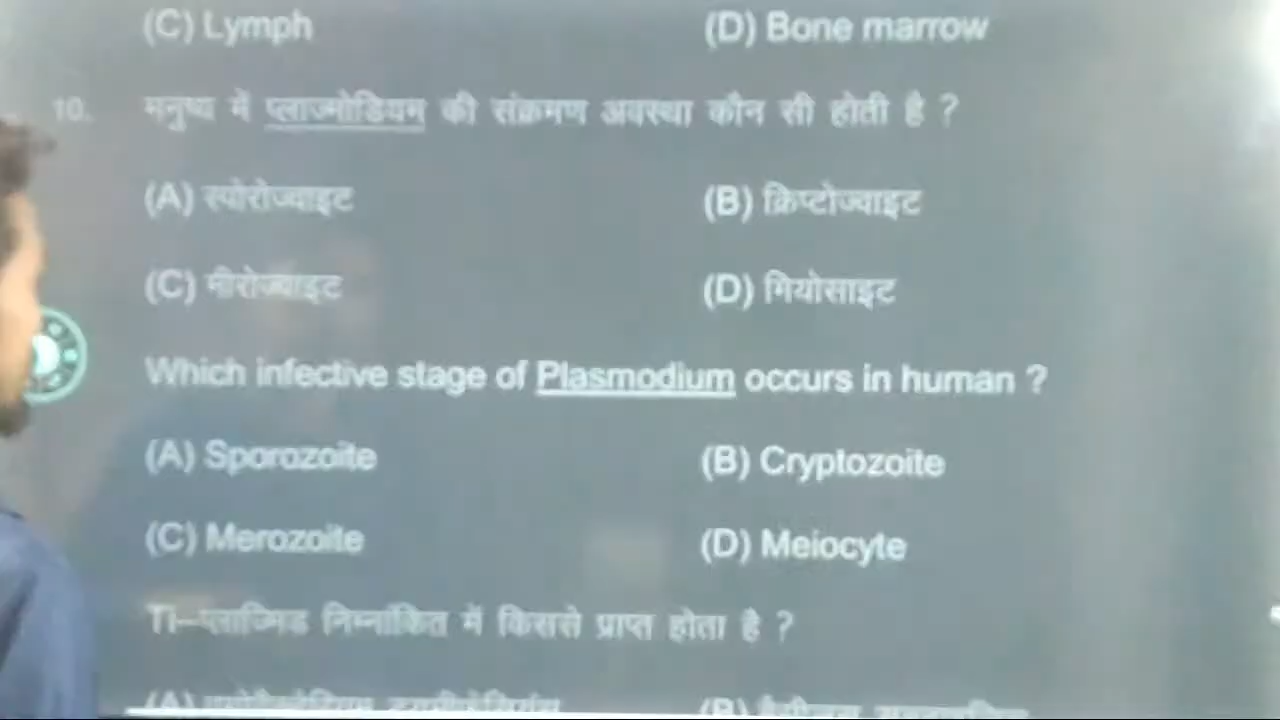 (C) Lymph (D) Bone marrow
10. मनुष्य में प्लाज्मोडियम की संक्रमण अवस्था कौन सी होती है ?
(A) स्पोरोज्वाइट (B) क्रिप्टोज्वाइट
(C) मीरोज्वाइट (D) मियोसाइट
Which infective stage of Plasmodium occurs in human ?
(A) Sporozoite (B) Cryptozoite
(C) Merozoite (D) Meiocyte
Ti-प्लाज्मिड निम्नांकित में किससे प्राप्त होता है ?
(A) (B)